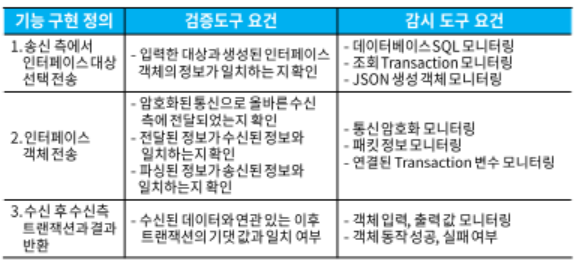 기능 구현 정의
검증도구 요건
감시 도구 요건
1.송신 측에서
인터페이스 대상
선택 전송
- 입력한 대상과 생성된 인터페이스
객체의 정보가 일치하는 지 확인
- 데이터베이스 SQL 모니터링
- 조회 Transaction 모니터링
- JSON 생성 객체 모니터링
2.인터페이스
객체 전송
- 암호화된 통신으로 올바른 수신
측에 전달되었는지 확인
- 전달된 정보가 수신된 정보와
일치하는지 확인
- 파싱된 정보가 송신된 정보와
일치하는지 확인
- 통신 암호화 모니터링
- 패킷 정보 모니터링
- 연결된 Transaction 변수 모니터링
3.수신 후 수신측
트랜잭션과 결과
반환
- 수신된 데이터와 연관 있는 이후
트랜잭션의 기댓값과 일치 여부
- 객체 입력, 출력 값 모니터링
- 객체 동작 성공, 실패 여부